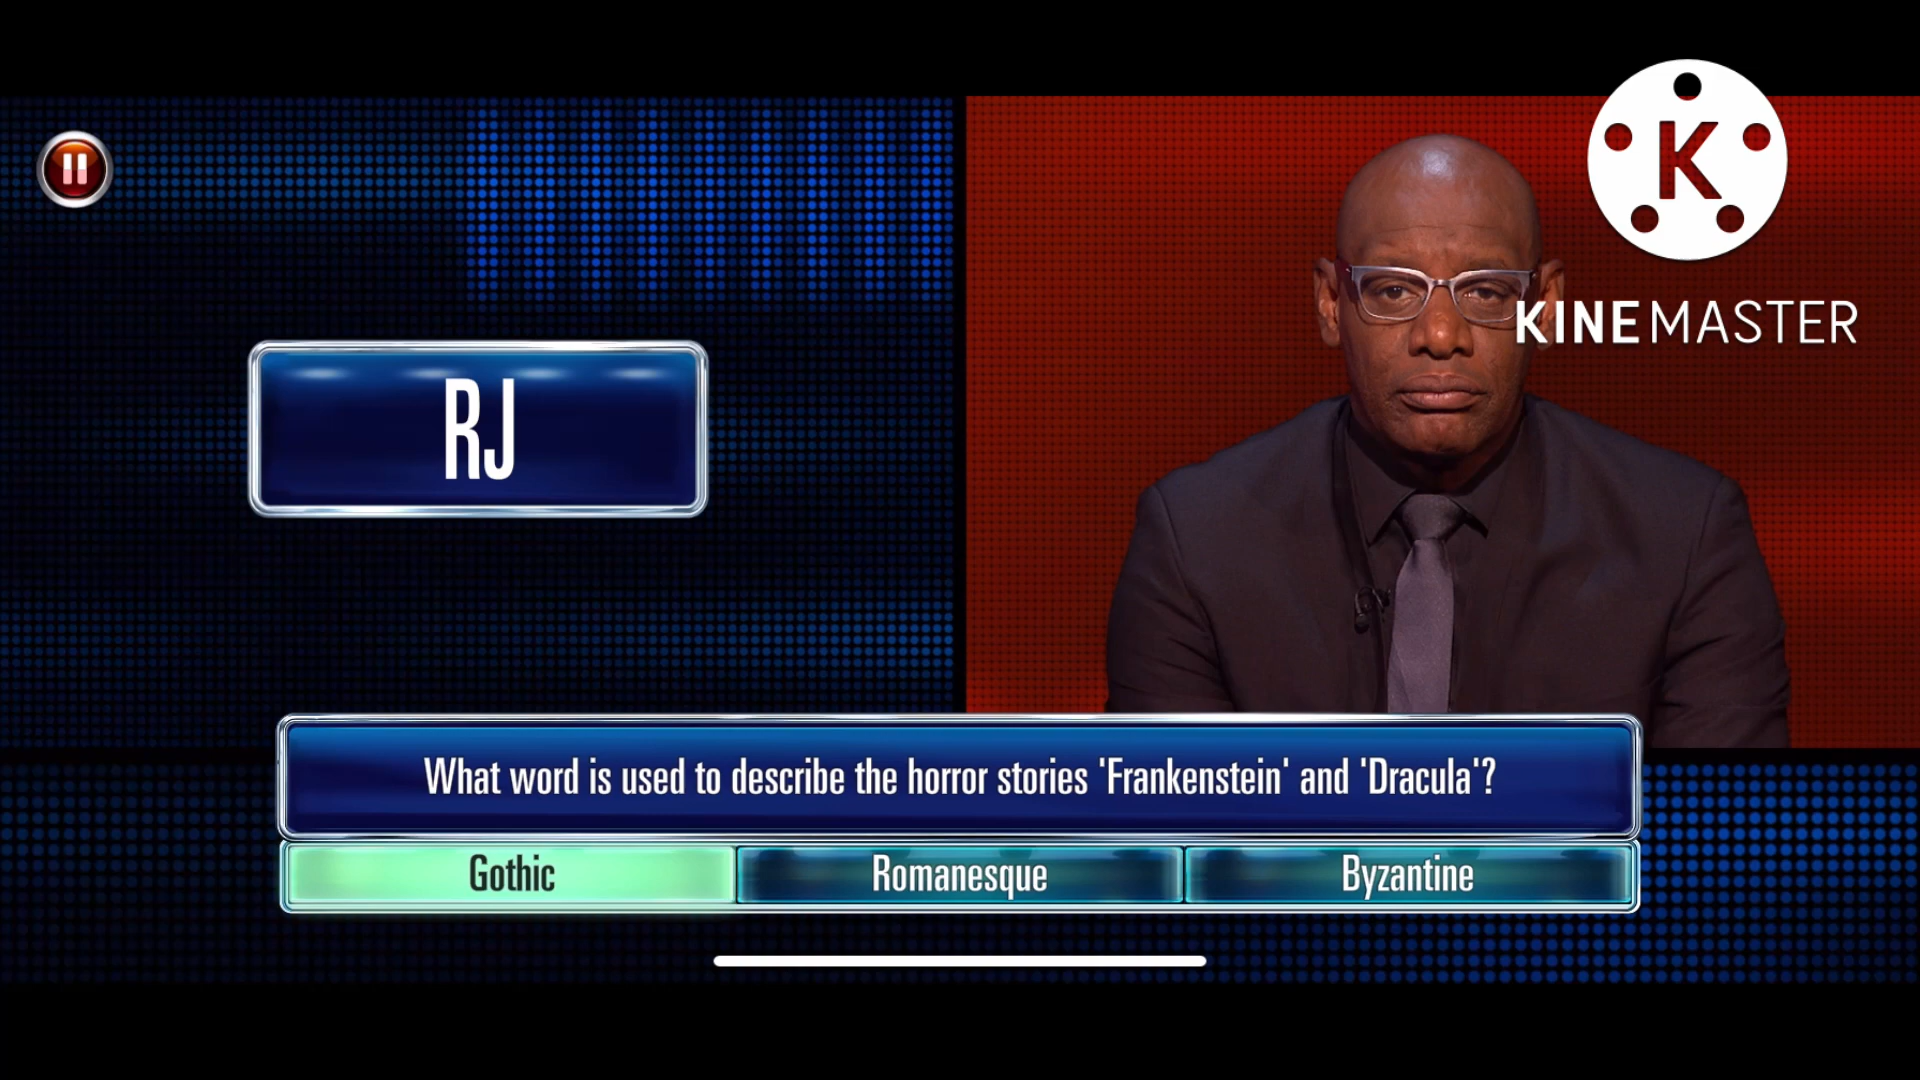 K
KINEMASTER
RJ
What word is used to describe the horror stories 'Frankenstein' and 'Dracula'?
Gothic
Romanesque
Byzantine